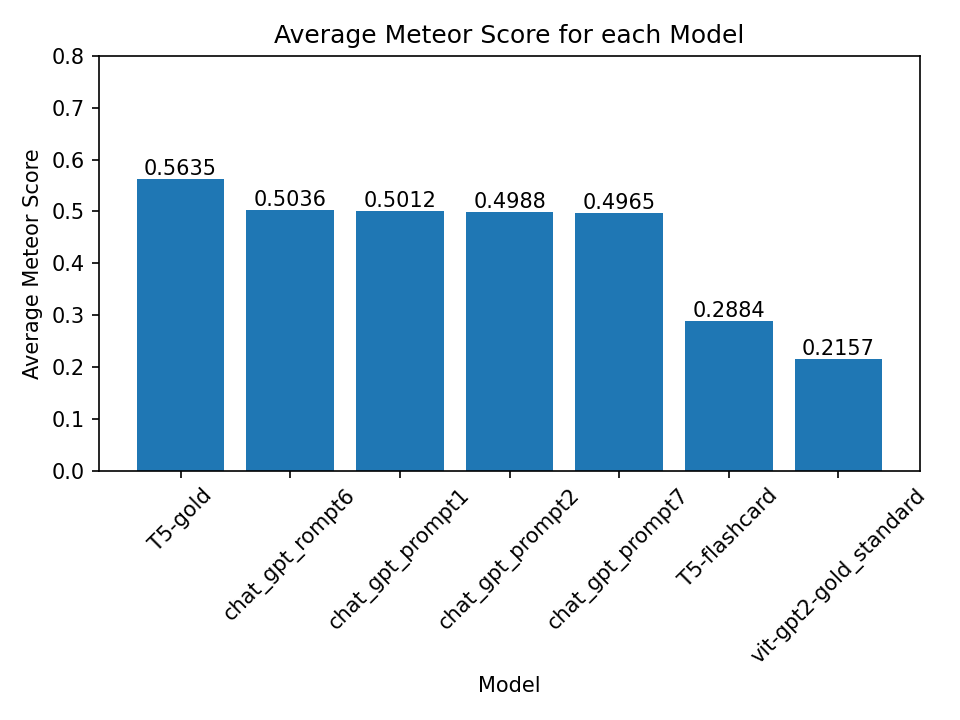 Average Meteor Score for each Model
Average Meteor Score
0.8
0.7
0.6
0.5
0.4
0.3
0.2
0.1
0.0
0.5635
0.5036
0.5012
0.4988
0.4965
0.2884
0.2157
T5-gold
chat_gpt_rompt6
chat_gpt_prompt1
chat_gpt_prompt2
chat_gpt_prompt7
T5-flashcard
vit-gpt2-gold_standard
Model